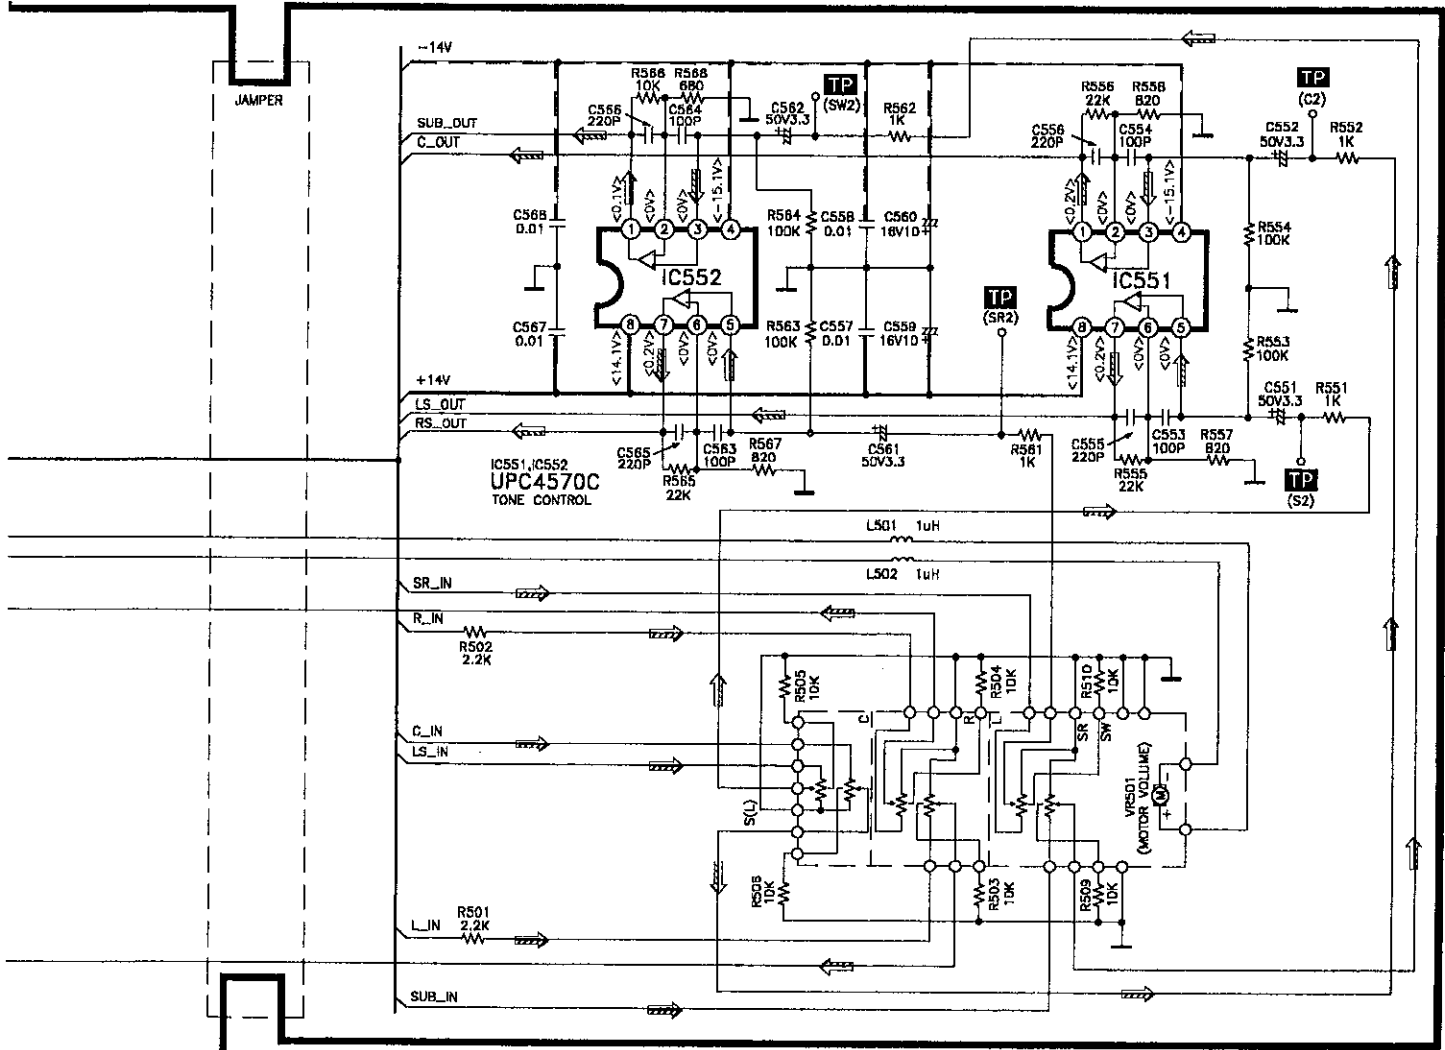 -14V
JAMPER
SUB_OUT
C_OUT
R566
10K
R568
680
C566
220P
C564
100P
C562
50V3.3
TP
(SW2)
R562
1K
R556
22K
R558
820
C556
220P
C554
100P
TP
(C2)
C552
50V3.3
R552
1K
<0.1V>
<0V>
<0V>
<-15.1V>
<0.2V>
<0V>
<0V>
<-15.1V>
C568
0.01
1
2
3
4
IC552
R564
100K
C558
0.01
C560
16V10
+
1
2
3
4
IC551
R554
100K
C567
0.01
8
7
6
5
R563
100K
C557
0.01
C559
16V10
+
TP
(SR2)
8
7
6
5
R553
100K
<14.1V>
<0.2V>
<0V>
<0V>
<14.1V>
<0.2V>
<0V>
<0V>
+14V
LS_OUT
RS_OUT
C551
50V3.3
R551
1K
C565
220P
C563
100P
R567
820
R565
22K
C561
50V3.3
R561
1K
C555
220P
C553
100P
R557
820
R555
22K
TP
(S2)
IC551,IC552
UPC4570C
TONE CONTROL
L501 1uH
L502 1uH
SR_IN
R_IN
R502
2.2K
R505
10K
R504
10K
R510
10K
C
R
L
SR
SW
C_IN
LS_IN
S(L)
VR501
(MOTOR VOLUME)
M
+
-
R506
10K
R503
10K
R509
10K
R501
2.2K
L_IN
SUB_IN